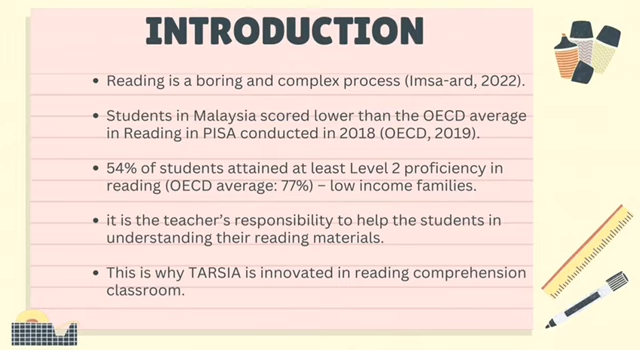 INTRODUCTION
• Reading is a boring and complex process (Imsa-ard, 2022).
• Students in Malaysia scored lower than the OECD average
in Reading in PISA conducted in 2018 (OECD, 2019).
• 54% of students attained at least Level 2 proficiency in
reading (OECD average: 77%) – low income families.
• it is the teacher's responsibility to help the students in
understanding their reading materials.
• This is why TARSIA is innovated in reading comprehension
classroom.